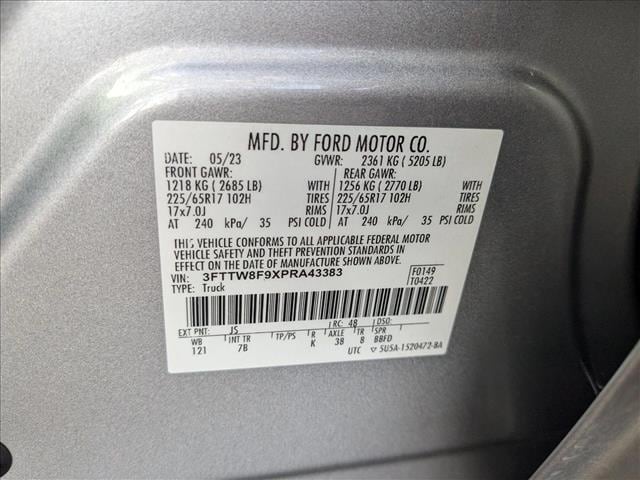 MFD. BY FORD MOTOR CO.
DATE: 05/23 GVWR: 2361 KG ( 5205 LB)
FRONT GAWR: REAR GAWR:
1218 KG ( 2685 LB) WITH 1256 KG ( 2770 LB) WITH
225/65R17 102H TIRES 225/65R17 102H TIRES
17x7.0J RIMS 17x7.0J RIMS
AT 240 kPa/ 35 PSI COLD AT 240 kPa/ 35 PSI COLD
THIS VEHICLE CONFORMS TO ALL APPLICABLE FEDERAL MOTOR
VEHICLE SAFETY AND THEFT PREVENTION STANDARDS IN
EFFECT ON THE DATE OF MANUFACTURE SHOWN ABOVE.
VIN: 3FTTW8F9XPRA43383 F0149
TYPE: Truck T0422
EXT PNT: JS RC: 48 DSO:
WB INT TR TP/PS R AXLE TR SPR
121 7B K 38 8 BBFD
UTC ▽ 5U5A-1520472-BA